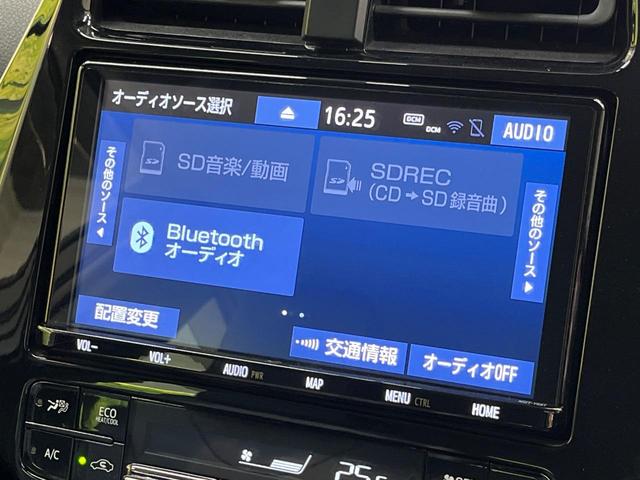 オーディオソース選択
16:25
DCM
DCM
AUDIO
その他のソース
SD音楽/動画
SDREC
(CD→SD録音曲)
その他のソース
Bluetooth
オーディオ
配置変更
交通情報
オーディオOFF
VOL−
VOL+
AUDIO PWR
MAP
MENU CTRL
HOME
ECO
HEAT/COOL
A/C